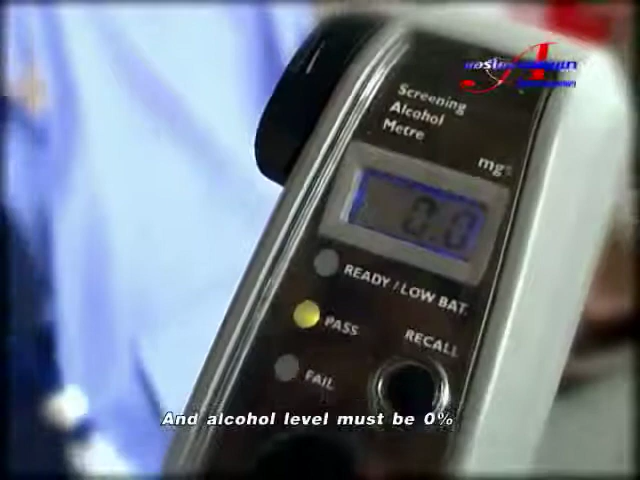 A
Screening
Alcohol
Metre
mg%
0.0
READY / LOW BAT.
PASS
RECALL
FAIL
And alcohol level must be 0%